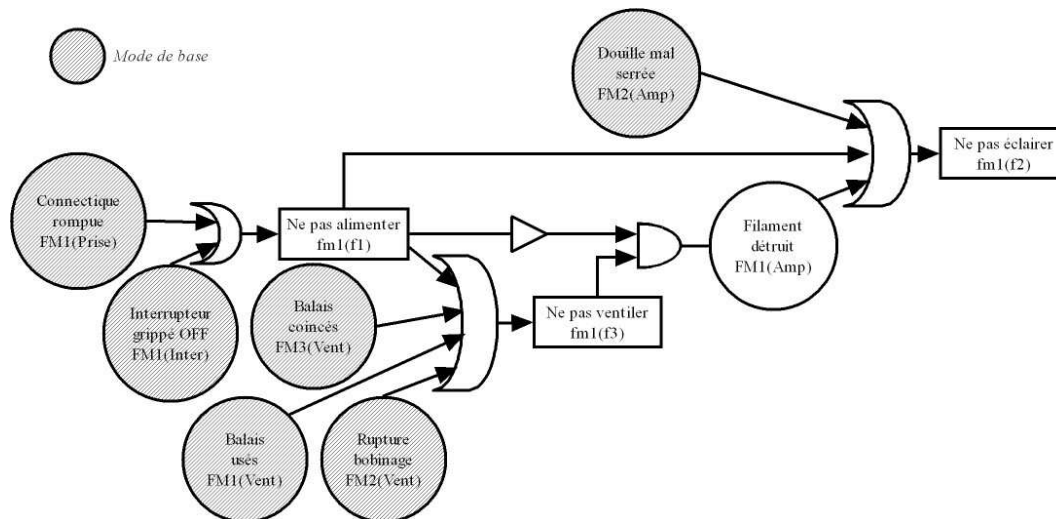 Mode de base
Douille mal
serrée
FM2(Amp)
Ne pas éclairer
fm1(f2)
Connectique
rompue
FM1(Prise)
Ne pas alimenter
fm1(f1)
Filament
détruit
FM1(Amp)
Interrupteur
grippé OFF
FM1(Inter)
Balais
coincés
FM3(Vent)
Ne pas ventiler
fm1(f3)
Balais
usés
FM1(Vent)
Rupture
bobinage
FM2(Vent)